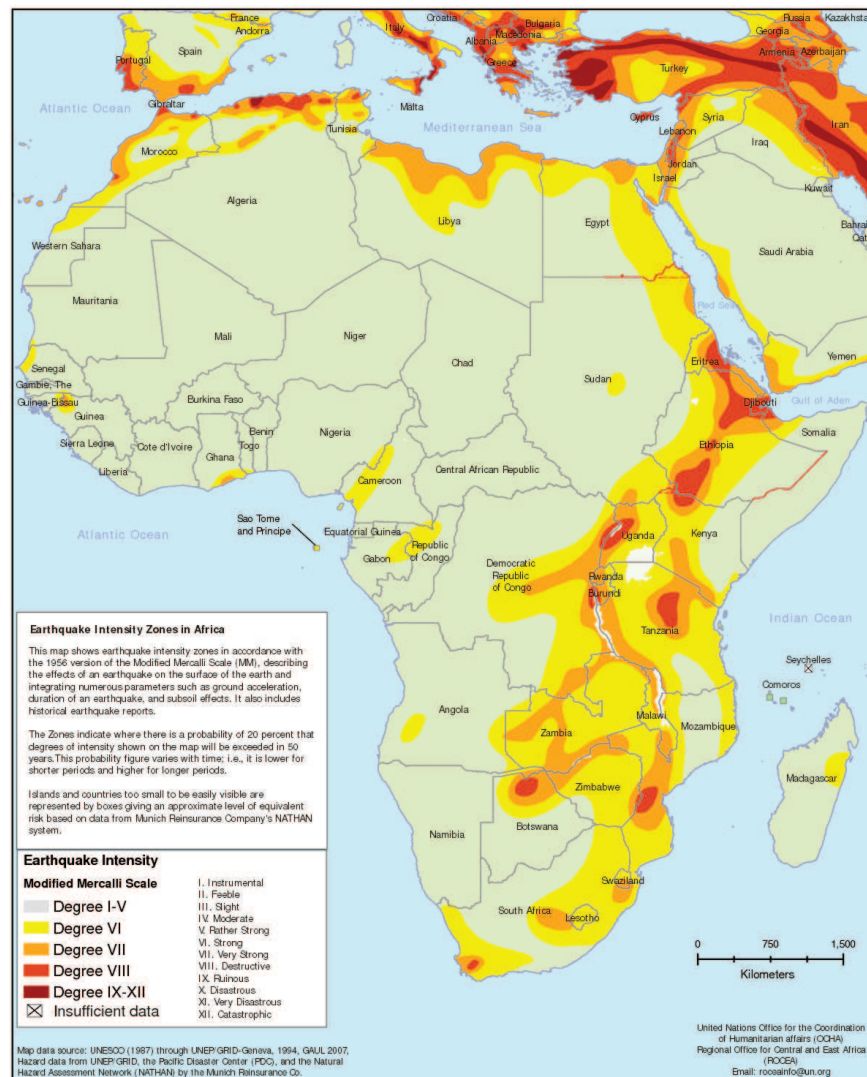 France
Andorra
Spain
Portugal
Gibraltar
Italy
Croatia
Bulgaria
Macedonia
Albania
Greece
Russia
Kazakhsta
Georgia
Armenia
Azerbaijan
Turkey
Atlantic Ocean
Malta
Mediterranean Sea
Cyprus
Syria
Lebanon
Iraq
Iran
Jordan
Israel
Kuwait
Bahrai
Qat
Saudi Arabia
Tunisia
Morocco
Algeria
Libya
Egypt
Western Sahara
Mauritania
Mali
Niger
Chad
Sudan
Red Sea
Eritrea
Yemen
Gulf of Aden
Djibouti
Somalia
Ethiopia
Senegal
Gambie, The
Guinea-Bissau
Guinea
Sierra Leone
Liberia
Burkina Faso
Cote d'Ivoire
Ghana
Togo
Benin
Nigeria
Cameroon
Central African Republic
Atlantic Ocean
Sao Tome
and Principe
Equatorial Guinea
Gabon
Republic
of Congo
Democratic
Republic
of Congo
Uganda
Kenya
Rwanda
Burundi
Tanzania
Indian Ocean
Seychelles
Comoros
Angola
Zambia
Malawi
Mozambique
Madagascar
Zimbabwe
Namibia
Botswana
Swaziland
South Africa
Lesotho
Earthquake Intensity Zones in Africa
This map shows earthquake intensity zones in accordance with
the 1956 version of the Modified Mercalli Scale (MM), describing
the effects of an earthquake on the surface of the earth and
integrating numerous parameters such as ground acceleration,
duration of an earthquake, and subsoil effects. It also includes
historical earthquake reports.
The Zones indicate where there is a probability of 20 percent that
degrees of intensity shown on the map will be exceeded in 50
years.This probability figure varies with time; i.e., it is lower for
shorter periods and higher for longer periods.
Islands and countries too small to be easily visible are
represented by boxes giving an approximate level of equivalent
risk based on data from Munich Reinsurance Company's NATHAN
system.
Earthquake Intensity
Modified Mercalli Scale
Degree I-V
Degree VI
Degree VII
Degree VIII
Degree IX-XII
Insufficient data
I. Instrumental
II. Feeble
III. Slight
IV. Moderate
V. Rather Strong
VI. Strong
VII. Very Strong
VIII. Destructive
IX. Ruinous
X. Disastrous
XI. Very Disastrous
XII. Catastrophic
0 750 1,500
Kilometers
Map data source: UNESCO (1987) through UNEP/GRID-Geneva, 1994, GAUL 2007,
Hazard data from UNEP/GRID, the Pacific Disaster Center (PDC), and the Natural
Hazard Assessment Network (NATHAN) by the Munich Reinsurance Co.
United Nations Office for the Coordination
of Humanitarian affairs (OCHA)
Regional Office for Central and East Africa
(ROCEA)
Email: roceainfo@un.org